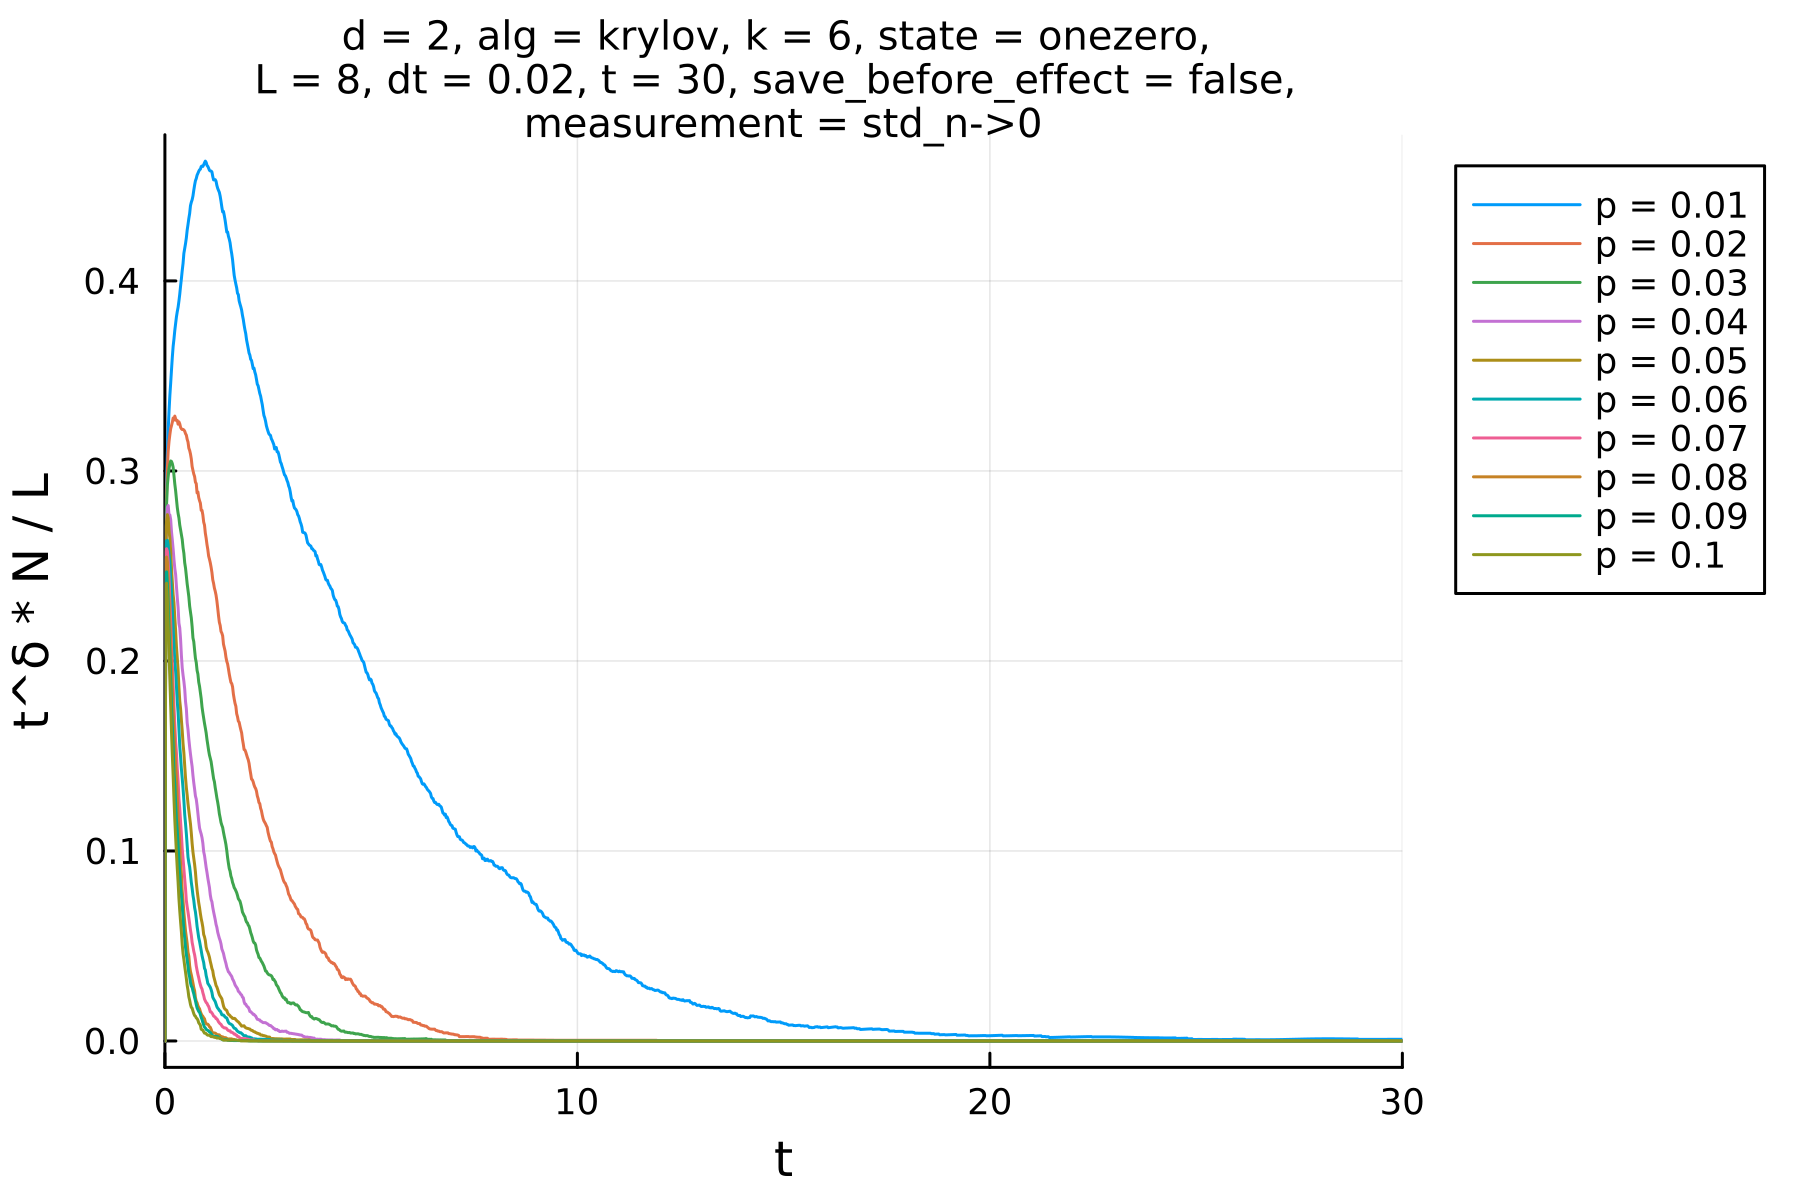 d = 2, alg = krylov, k = 6, state = onezero,
L = 8, dt = 0.02, t = 30, save_before_effect = false,
measurement = std_n->0
t^δ * N / L
0.4
0.3
0.2
0.1
0.0
0
10
20
30
t
p = 0.01
p = 0.02
p = 0.03
p = 0.04
p = 0.05
p = 0.06
p = 0.07
p = 0.08
p = 0.09
p = 0.1